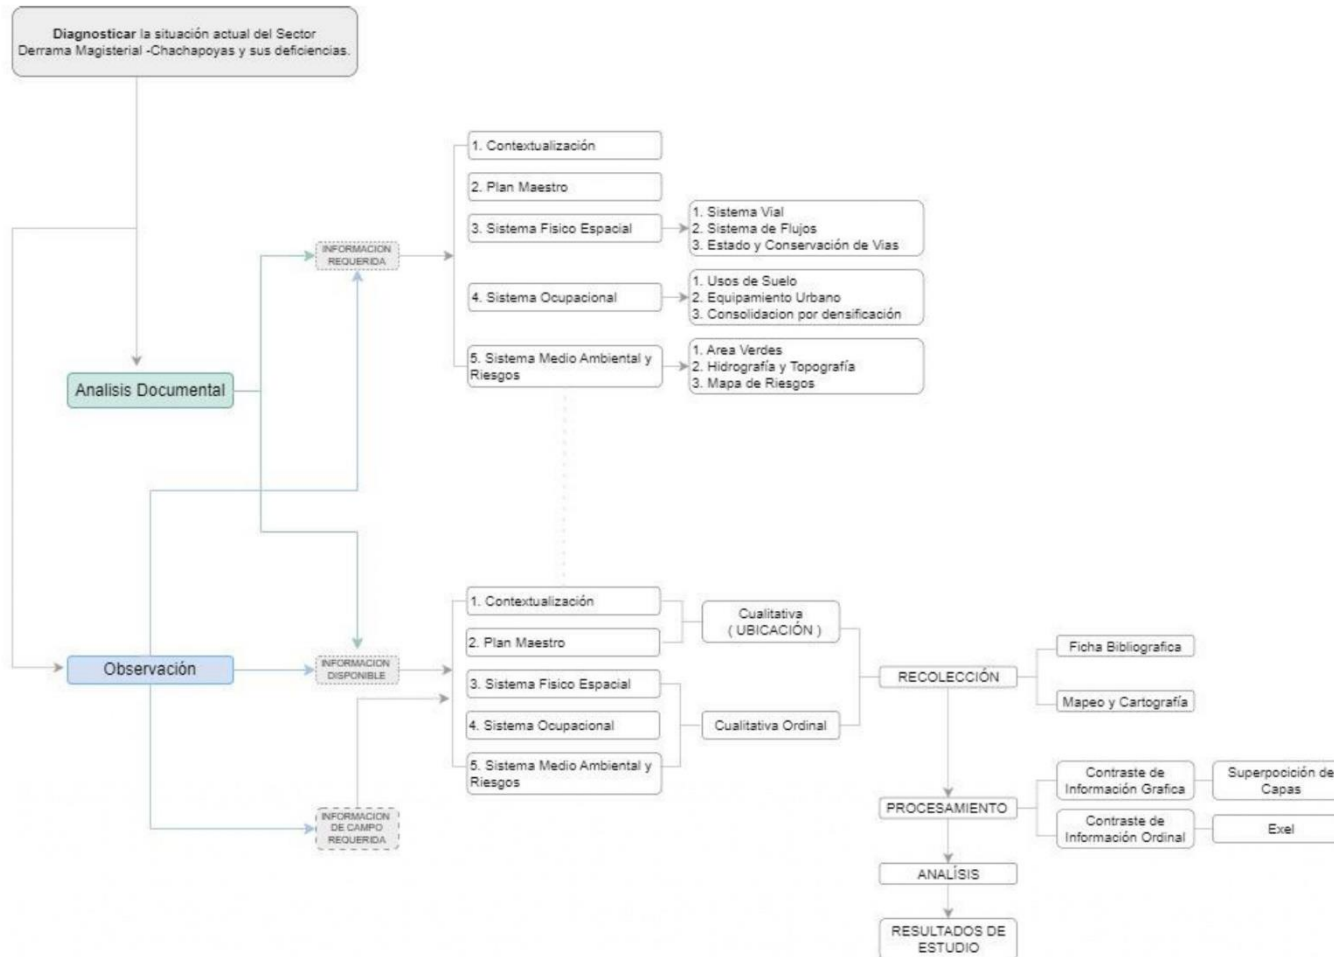 Diagnosticar la situación actual del Sector
Derrama Magisterial -Chachapoyas y sus deficiencias.
1. Contextualización
2. Plan Maestro
3. Sistema Fisico Espacial
1. Sistema Vial
2. Sistema de Flujos
3. Estado y Conservación de Vias
INFORMACION
REQUERIDA
4. Sistema Ocupacional
1. Usos de Suelo
2. Equipamiento Urbano
3. Consolidacion por densificación
5. Sistema Medio Ambiental y
Riesgos
1. Area Verdes
2. Hidrografía y Topografía
3. Mapa de Riesgos
Analisis Documental
1. Contextualización
2. Plan Maestro
Cualitativa
( UBICACIÓN )
Observación
INFORMACION
DISPONIBLE
3. Sistema Fisico Espacial
4. Sistema Ocupacional
5. Sistema Medio Ambiental y
Riesgos
Cualitativa Ordinal
RECOLECCIÓN
Ficha Bibliografica
Mapeo y Cartografía
INFORMACION
DE CAMPO
REQUERIDA
PROCESAMIENTO
Contraste de
Información Grafica
Superpocición de
Capas
Contraste de
Información Ordinal
Exel
ANALÍSIS
RESULTADOS DE
ESTUDIO